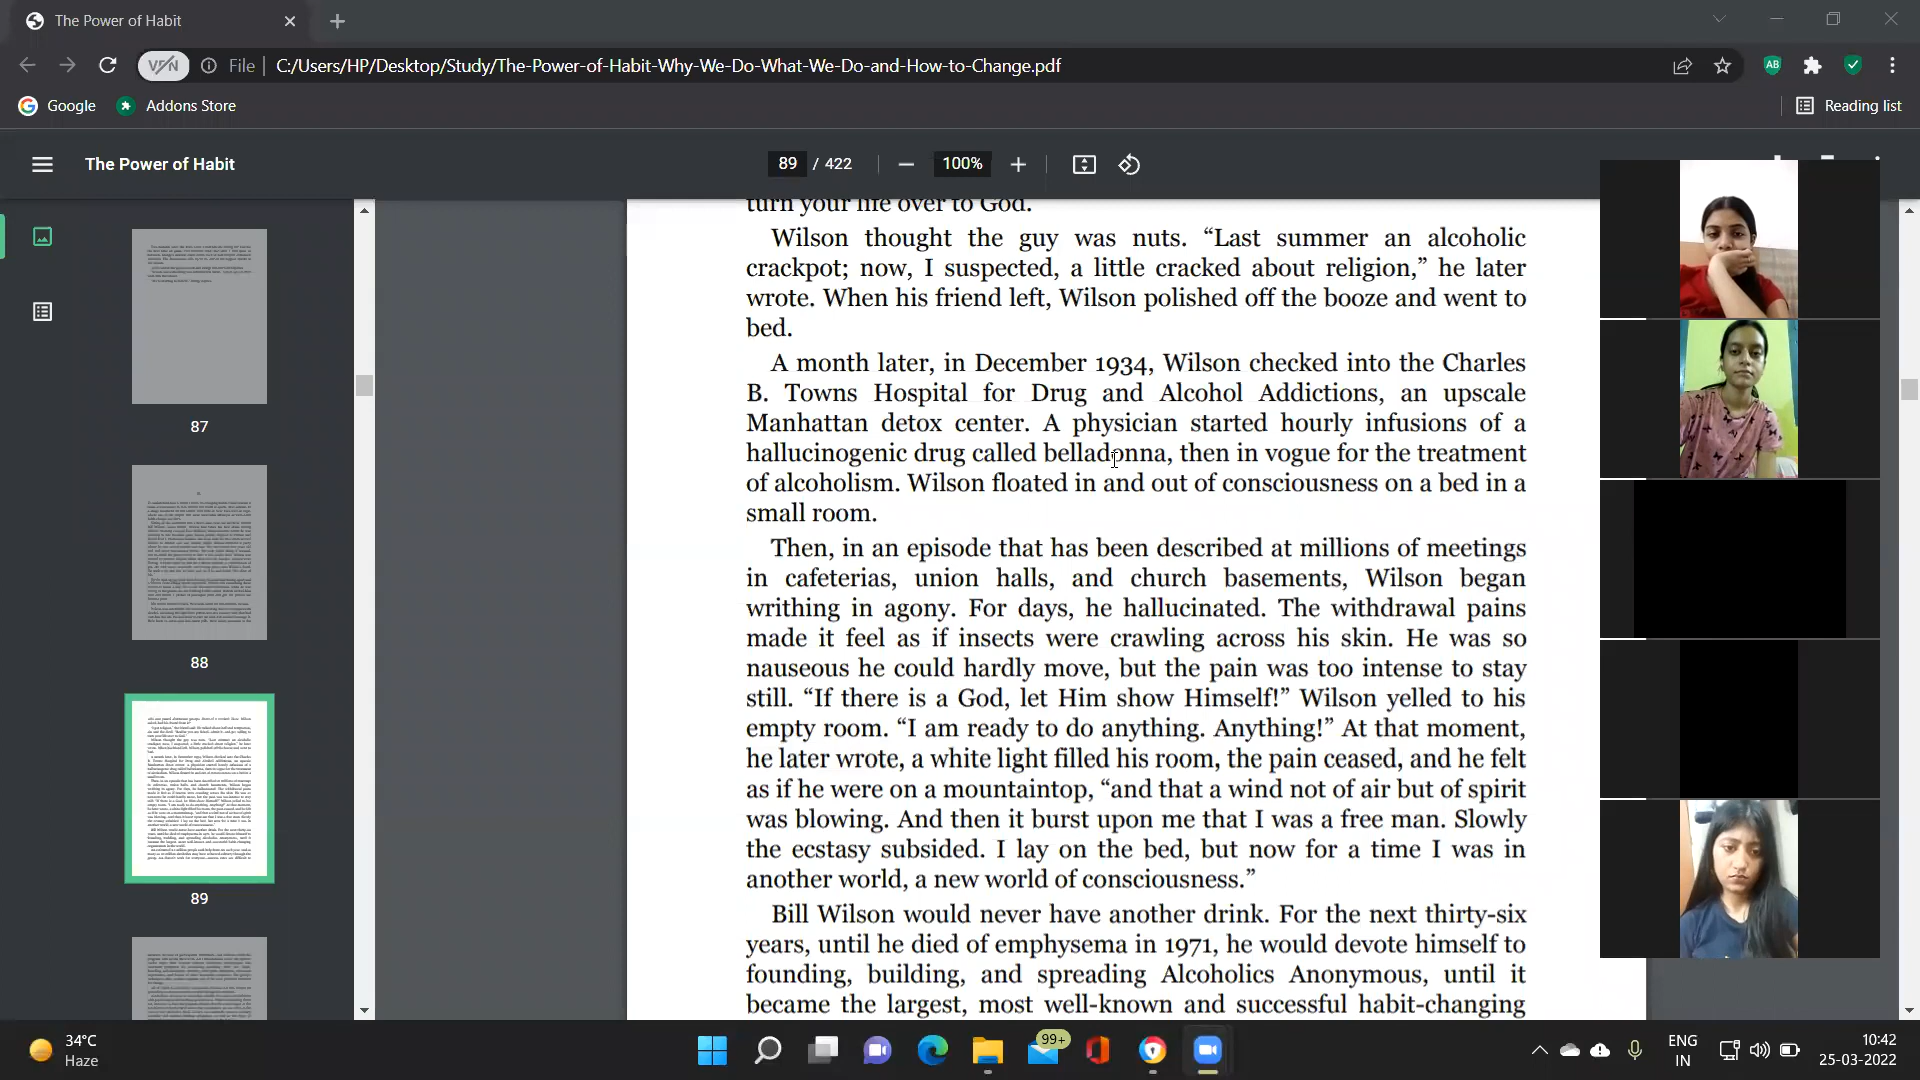 The Power of Habit
VPN
File
C:/Users/HP/Desktop/Study/The-Power-of-Habit-Why-We-Do-What-We-Do-and-How-to-Change.pdf
AB
Google
Addons Store
Reading list
The Power of Habit
89 / 422
100%
turn your life over to God.
Wilson thought the guy was nuts. “Last summer an alcoholic
crackpot; now, I suspected, a little cracked about religion,” he later
wrote. When his friend left, Wilson polished off the booze and went to
bed.
A month later, in December 1934, Wilson checked into the Charles
B. Towns Hospital for Drug and Alcohol Addictions, an upscale
Manhattan detox center. A physician started hourly infusions of a
hallucinogenic drug called belladonna, then in vogue for the treatment
of alcoholism. Wilson floated in and out of consciousness on a bed in a
small room.
Then, in an episode that has been described at millions of meetings
in cafeterias, union halls, and church basements, Wilson began
writhing in agony. For days, he hallucinated. The withdrawal pains
made it feel as if insects were crawling across his skin. He was so
nauseous he could hardly move, but the pain was too intense to stay
still. “If there is a God, let Him show Himself!” Wilson yelled to his
empty room. “I am ready to do anything. Anything!” At that moment,
he later wrote, a white light filled his room, the pain ceased, and he felt
as if he were on a mountaintop, “and that a wind not of air but of spirit
was blowing. And then it burst upon me that I was a free man. Slowly
the ecstasy subsided. I lay on the bed, but now for a time I was in
another world, a new world of consciousness.”
Bill Wilson would never have another drink. For the next thirty-six
years, until he died of emphysema in 1971, he would devote himself to
founding, building, and spreading Alcoholics Anonymous, until it
became the largest, most well-known and successful habit-changing
87
88
89
34°C
Haze
99+
ENG
IN
10:42
25-03-2022